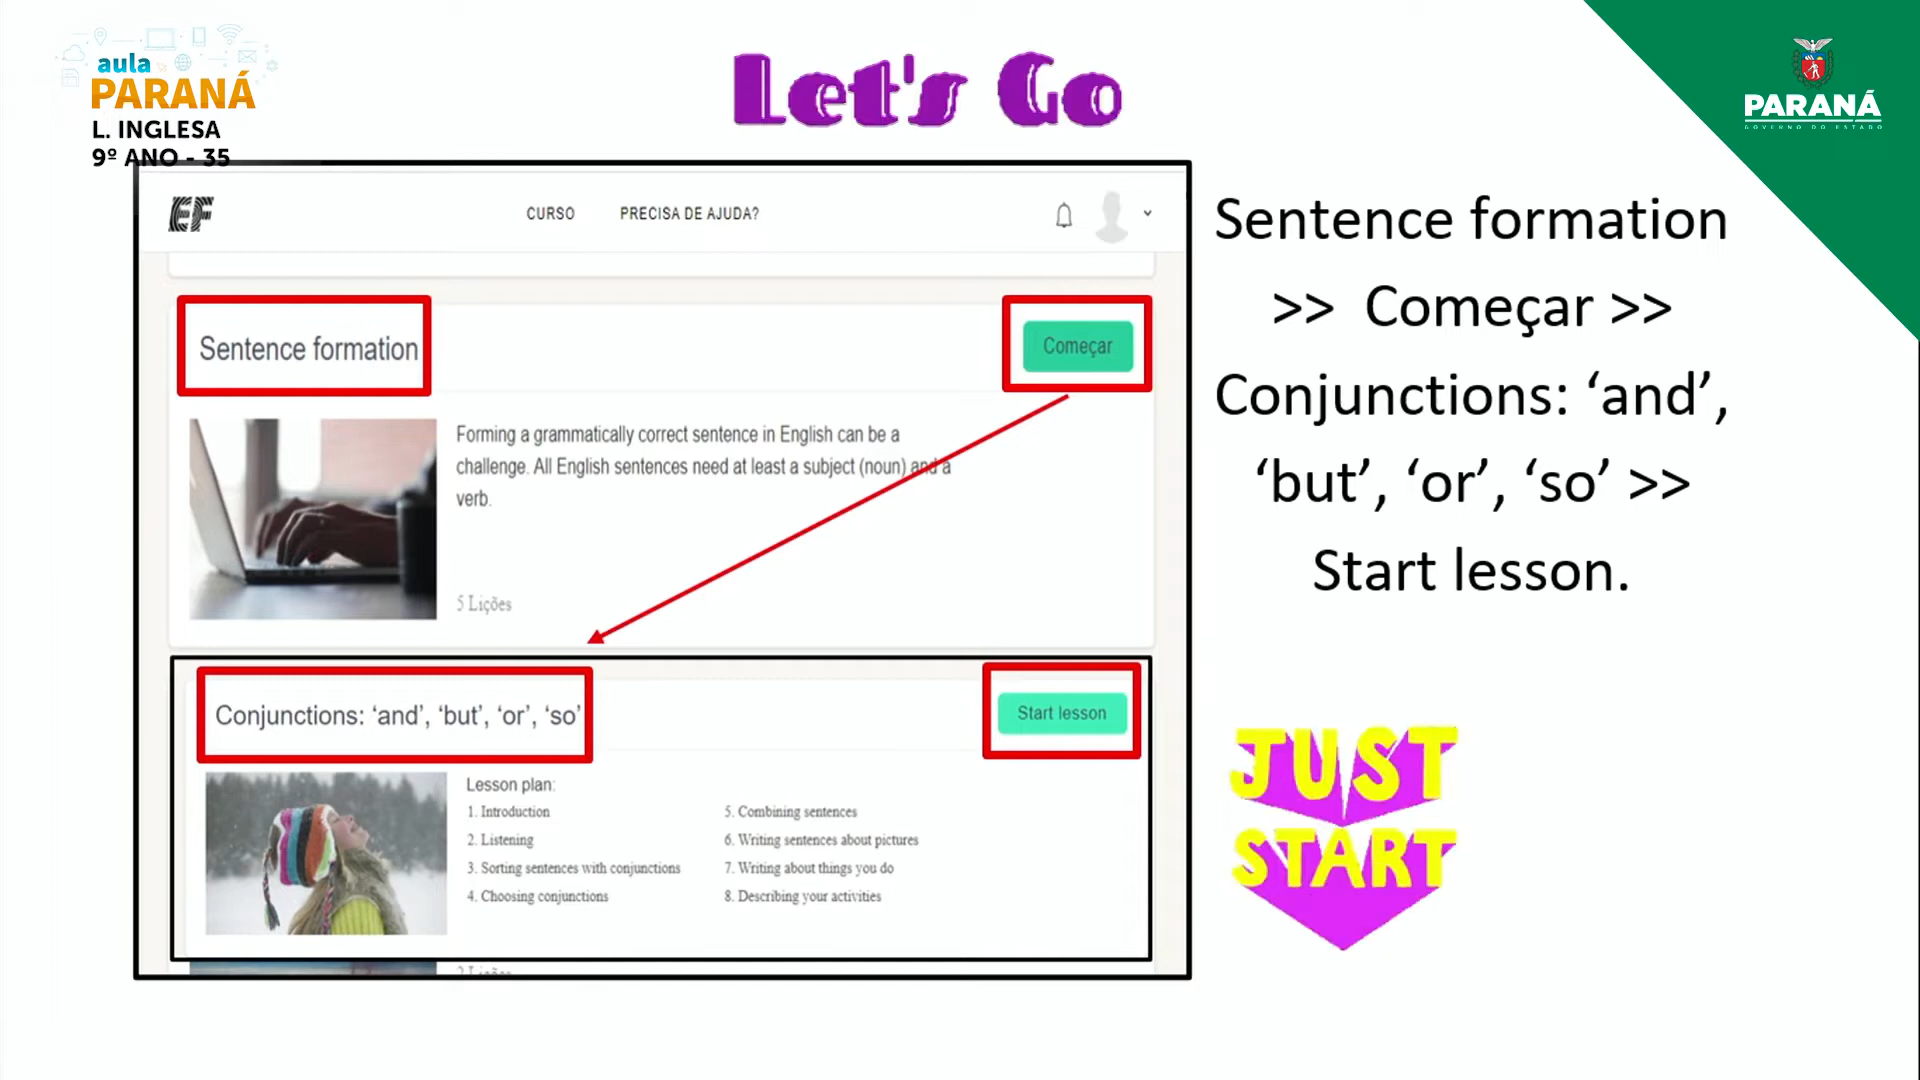 aula
PARANÁ
L. INGLESA
9º ANO - 35
Let's Go
PARANÁ
GOVERNO DO ESTADO
EF
CURSO
PRECISA DE AJUDA?
Sentence formation
Começar
Forming a grammatically correct sentence in English can be a
challenge. All English sentences need at least a subject (noun) and a
verb.
5 Lições
Conjunctions: ‘and’, ‘but’, ‘or’, ‘so’
Start lesson
Lesson plan:
1. Introduction
2. Listening
3. Sorting sentences with conjunctions
4. Choosing conjunctions
5. Combining sentences
6. Writing sentences about pictures
7. Writing about things you do
8. Describing your activities
Sentence formation
>> Começar >>
Conjunctions: ‘and’,
‘but’, ‘or’, ‘so’ >>
Start lesson.
JUST
START